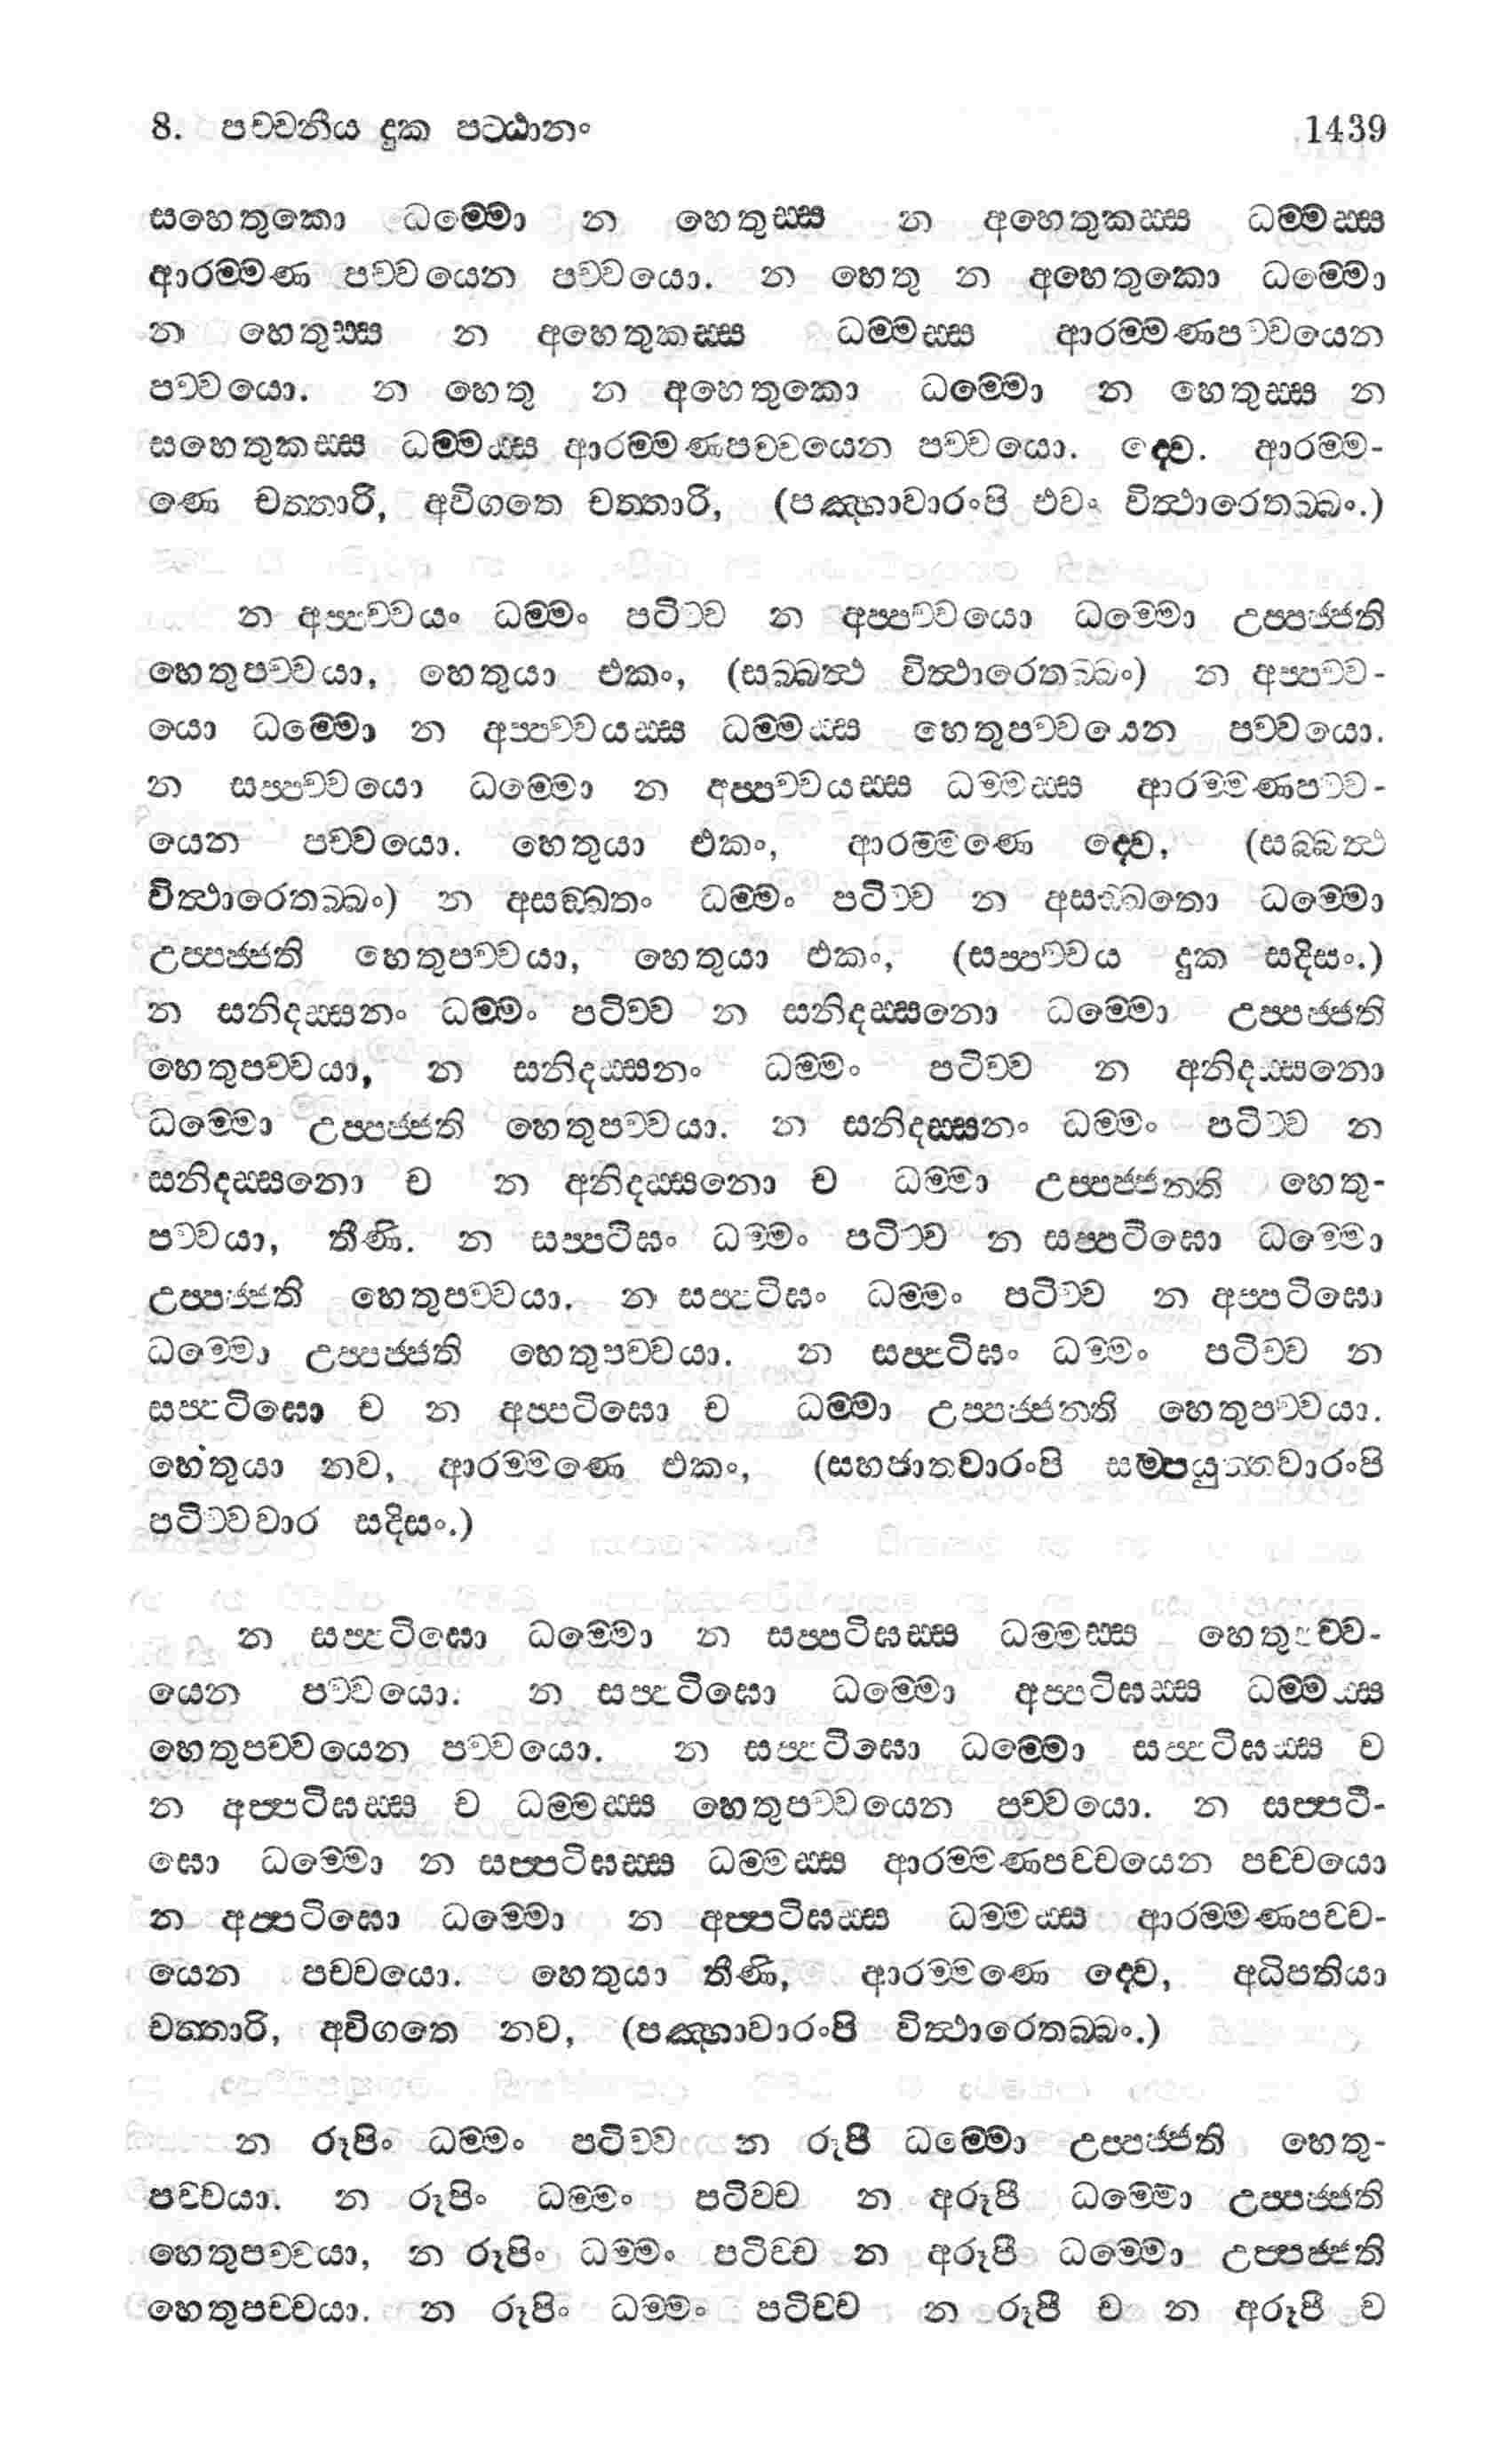 8. පච්චනීය දුක පට්ඨානං 1439
සහෙතුකො ධම්මො න හෙතුස්ස න අහෙතුකස්ස ධම්මස්ස
ආරම්මණ පච්චයෙන පච්චයො. න හෙතු න අහෙතුකො ධම්මො
න හෙතුස්ස න අහෙතුකස්ස ධම්මස්ස ආරම්මණපච්චයෙන
පච්චයො. න හෙතු න අහෙතුකො ධම්මො න හෙතුස්ස න
සහෙතුකස්ස ධම්මස්ස ආරම්මණපච්චයෙන පච්චයො. ද්වෙ. ආරම්ම-
ණෙ චත්තාරි, අවිගතෙ චත්තාරි, (පඤ්හාවාරංපි එවං විත්ථාරෙතබ්බං.)
න අප්පච්චයං ධම්මං පටිච්ච න අප්පච්චයො ධම්මො උප්පජ්ජති
හෙතුපච්චයා, හෙතුයා එකං, (සබ්බත්ථ විත්ථාරෙතබ්බං) න අප්පච්ච-
යො ධම්මො න අප්පච්චයස්ස ධම්මස්ස හෙතුපච්චයෙන පච්චයො.
න සප්පච්චයො ධම්මො න අප්පච්චයස්ස ධම්මස්ස ආරම්මණපච්ච-
යෙන පච්චයො. හෙතුයා එකං, ආරම්මණෙ ද්වෙ, (සබ්බත්ථ
විත්ථාරෙතබ්බං) න අසඞ්ඛතං ධම්මං පටිච්ච න අසඞ්ඛතො ධම්මො
උප්පජ්ජති හෙතුපච්චයා, හෙතුයා එකං, (සප්පච්චය දුක සදිසං.)
න සනිදස්සනං ධම්මං පටිච්ච න සනිදස්සනො ධම්මො උප්පජ්ජති
හෙතුපච්චයා, න සනිදස්සනං ධම්මං පටිච්ච න අනිදස්සනො
ධම්මො උප්පජ්ජති හෙතුපච්චයා. න සනිදස්සනං ධම්මං පටිච්ච න
සනිදස්සනො ච න අනිදස්සනො ච ධම්මා උප්පජ්ජන්ති හෙතු-
පච්චයා, තීණි. න සප්පටිඝං ධම්මං පටිච්ච න සප්පටිඝො ධම්මො
උප්පජ්ජති හෙතුපච්චයා. න සප්පටිඝං ධම්මං පටිච්ච න අප්පටිඝො
ධම්මො උප්පජ්ජති හෙතුපච්චයා. න සප්පටිඝං ධම්මං පටිච්ච න
සප්පටිඝො ච න අප්පටිඝො ච ධම්මා උප්පජ්ජන්ති හෙතුපච්චයා.
හෙතුයා නව, ආරම්මණෙ එකං, (සහජාතවාරංපි සම්පයුත්තවාරංපි
පටිච්චවාර සදිසං.)
න සප්පටිඝො ධම්මො න සප්පටිඝස්ස ධම්මස්ස හෙතුපච්ච-
යෙන පච්චයො. න සප්පටිඝො ධම්මො අප්පටිඝස්ස ධම්මස්ස
හෙතුපච්චයෙන පච්චයො. න සප්පටිඝො ධම්මො සප්පටිඝස්ස ච
න අප්පටිඝස්ස ච ධම්මස්ස හෙතුපච්චයෙන පච්චයො. න සප්පටි-
ඝො ධම්මො න සප්පටිඝස්ස ධම්මස්ස ආරම්මණපච්චයෙන පච්චයො
න අප්පටිඝො ධම්මො න අප්පටිඝස්ස ධම්මස්ස ආරම්මණපච්ච-
යෙන පච්චයො. හෙතුයා තීණි, ආරම්මණෙ ද්වෙ, අධිපතියා
චත්තාරි, අවිගතෙ නව, (පඤ්හාවාරංපි විත්ථාරෙතබ්බං.)
න රූපිං ධම්මං පටිච්ච න රූපී ධම්මො උප්පජ්ජති හෙතු-
පච්චයා. න රූපිං ධම්මං පටිච්ච න අරූපී ධම්මො උප්පජ්ජති
හෙතුපච්චයා, න රූපිං ධම්මං පටිච්ච න අරූපී ධම්මො උප්පජ්ජති
හෙතුපච්චයා. න රූපිං ධම්මං පටිච්ච න රූපී ච න අරූපී ච